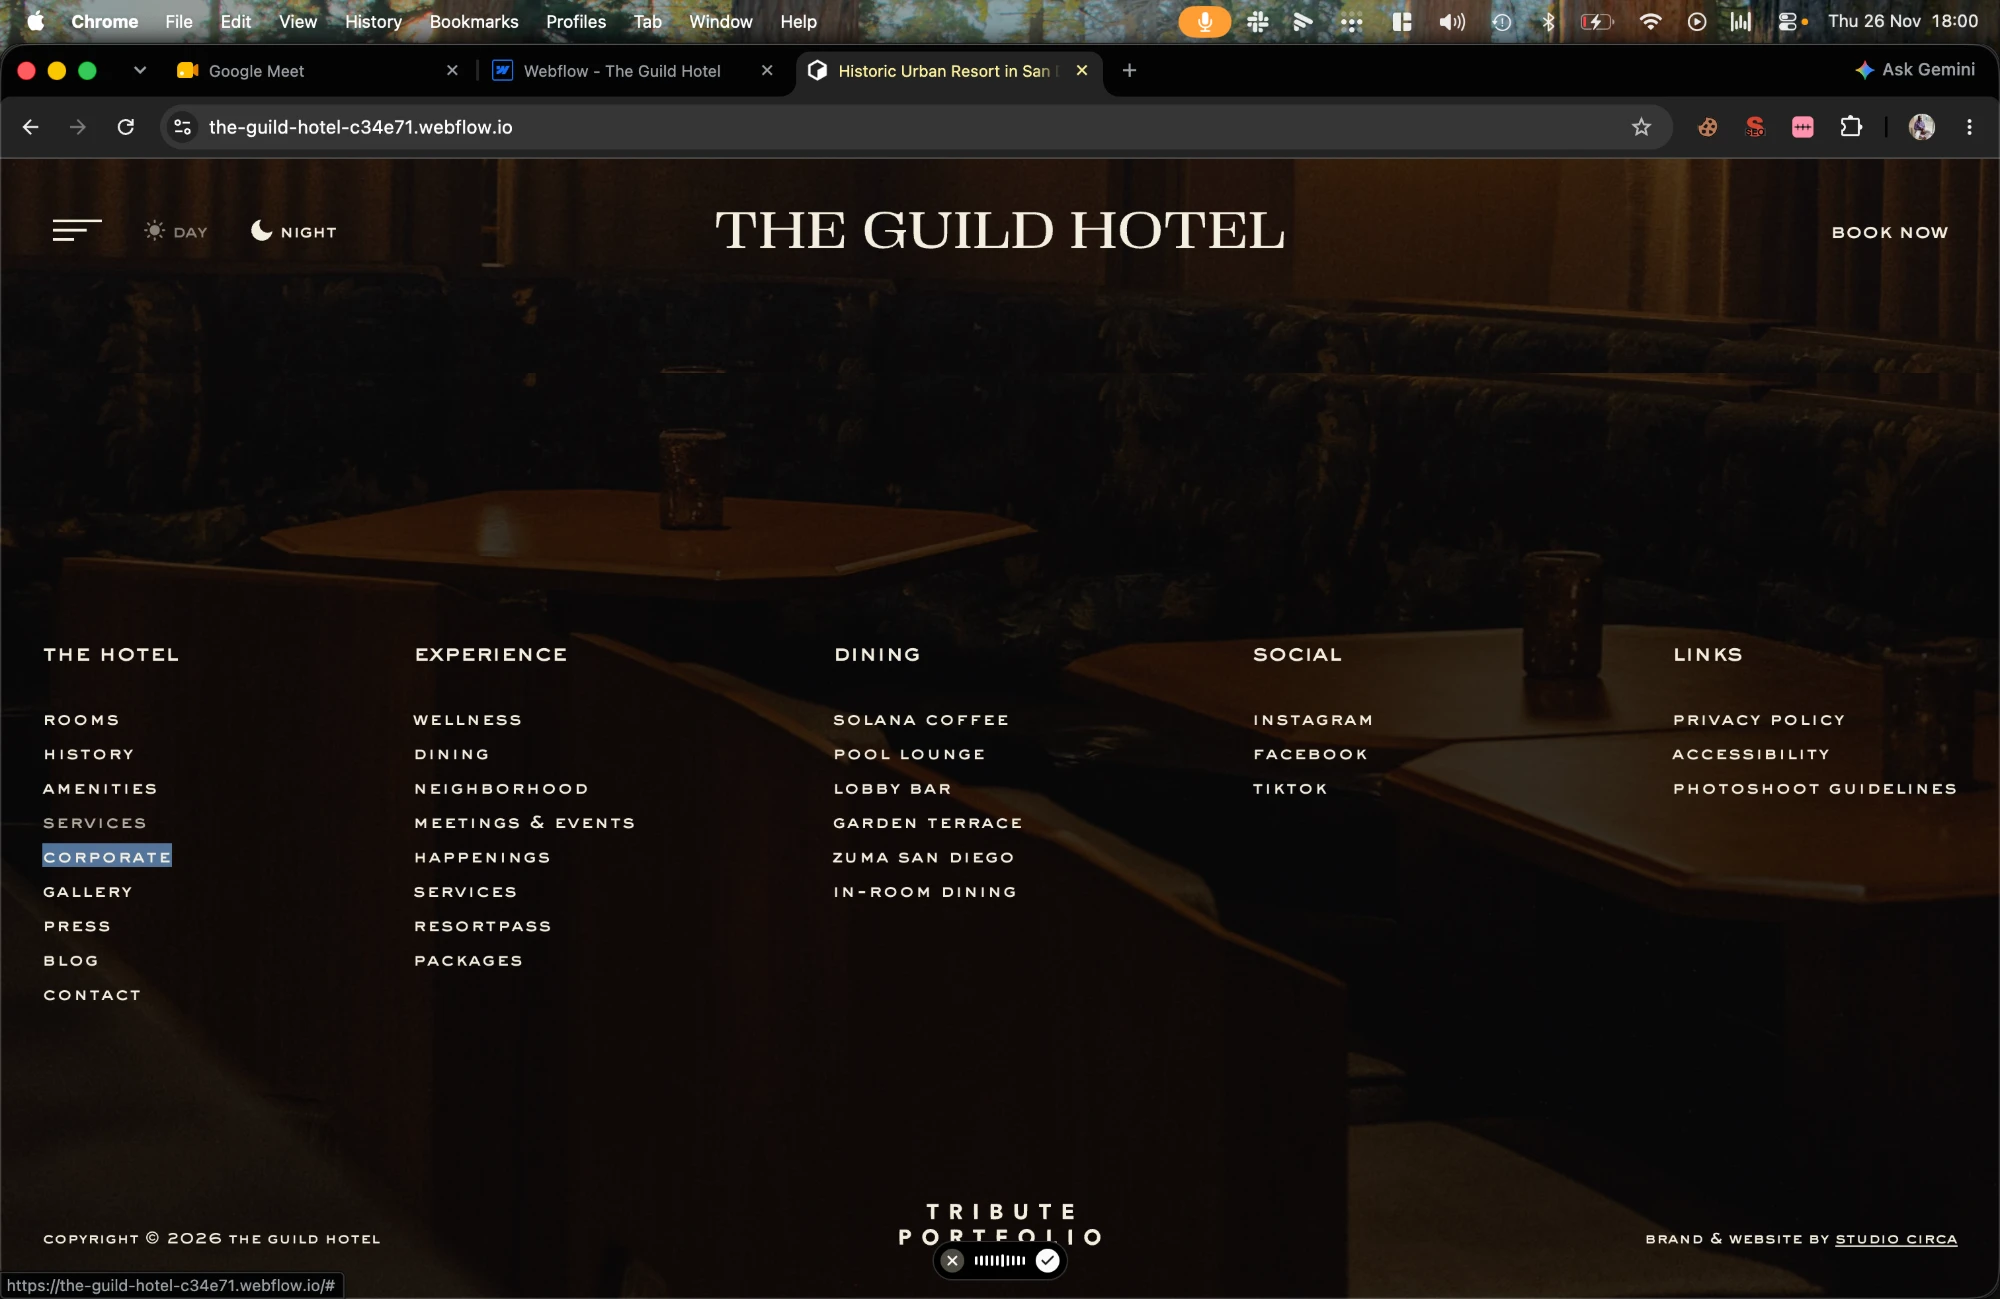 Chrome File Edit View History Bookmarks Profiles Tab Window Help Thu 26 Nov 18:00
Google Meet
Webflow - The Guild Hotel
Historic Urban Resort in San
Ask Gemini
the-guild-hotel-c34e71.webflow.io
SEO
DAY NIGHT
THE GUILD HOTEL
BOOK NOW
THE HOTEL
ROOMS
HISTORY
AMENITIES
SERVICES
CORPORATE
GALLERY
PRESS
BLOG
CONTACT
EXPERIENCE
WELLNESS
DINING
NEIGHBORHOOD
MEETINGS & EVENTS
HAPPENINGS
SERVICES
RESORTPASS
PACKAGES
DINING
SOLANA COFFEE
POOL LOUNGE
LOBBY BAR
GARDEN TERRACE
ZUMA SAN DIEGO
IN-ROOM DINING
SOCIAL
INSTAGRAM
FACEBOOK
TIKTOK
LINKS
PRIVACY POLICY
ACCESSIBILITY
PHOTOSHOOT GUIDELINES
COPYRIGHT © 2026 THE GUILD HOTEL
TRIBUTE
PORTFOLIO
BRAND & WEBSITE BY STUDIO CIRCA
https://the-guild-hotel-c34e71.webflow.io/#